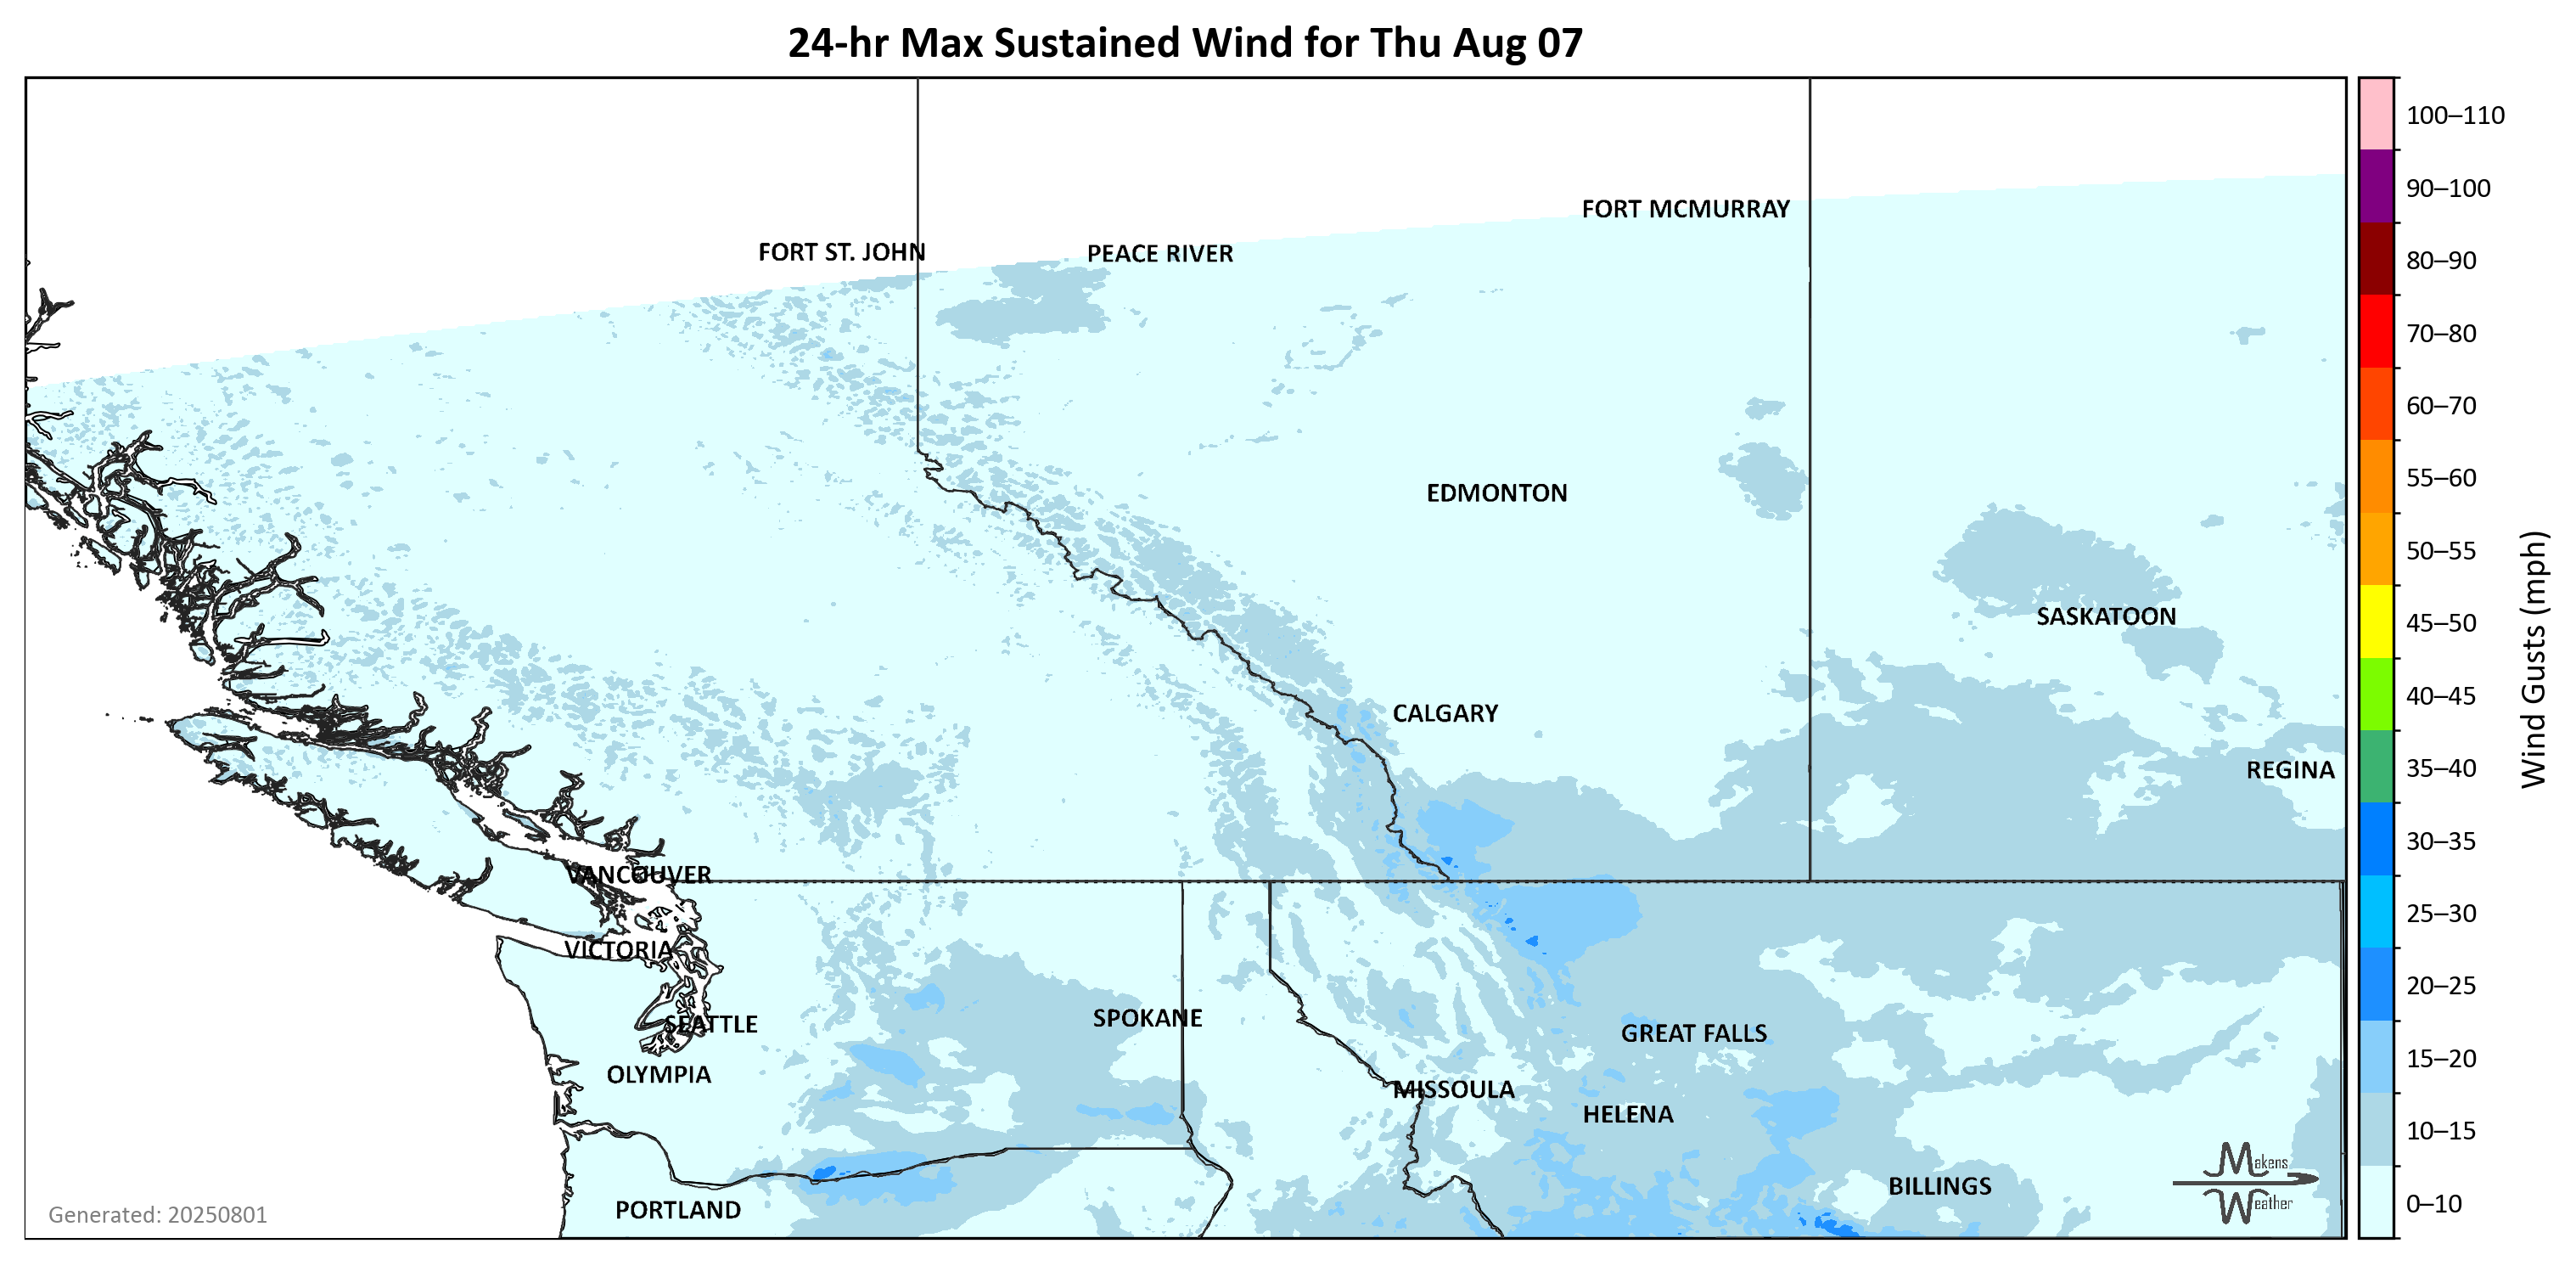 24-hr Max Sustained Wind for Thu Aug 07
100–110
FORT MCMURRAY
90–100
FORT ST. JOHN
PEACE RIVER
80–90
70–80
60–70
EDMONTON
55–60
50–55
SASKATOON
45–50
Wind Gusts (mph)
CALGARY
40–45
REGINA
35–40
30–35
VANCOUVER
25–30
VICTORIA
20–25
SEATTLE
SPOKANE
GREAT FALLS
15–20
OLYMPIA
MISSOULA
HELENA
10–15
Makens
Weather
BILLINGS
0–10
PORTLAND
Generated: 20250801